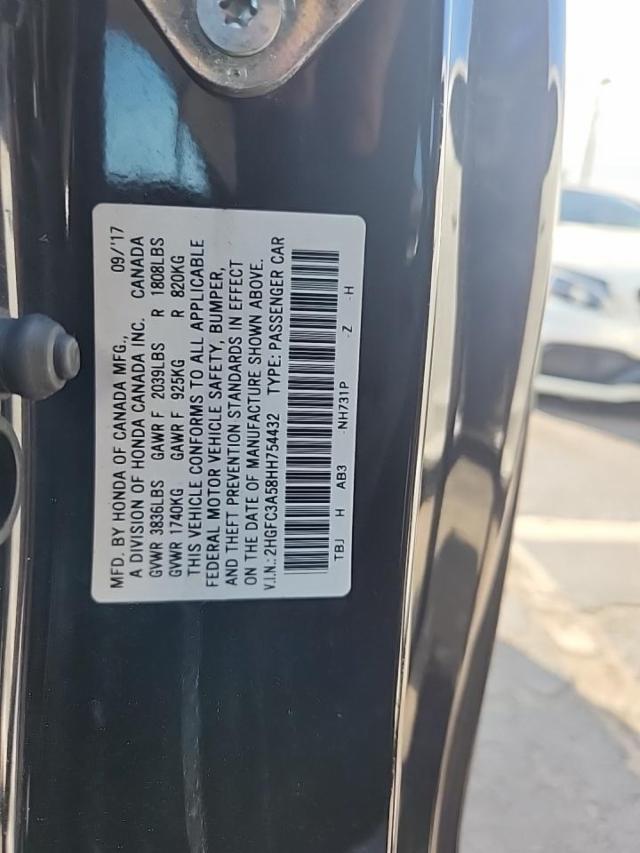 MFD. BY HONDA OF CANADA MFG., 09/'17
A DIVISION OF HONDA CANADA INC. CANADA
GVWR 3836LBS GAWR F 2039LBS R 1808LBS
GVWR 1740KG GAWR F 925KG R 820KG
THIS VEHICLE CONFORMS TO ALL APPLICABLE
FEDERAL MOTOR VEHICLE SAFETY, BUMPER,
AND THEFT PREVENTION STANDARDS IN EFFECT
ON THE DATE OF MANUFACTURE SHOWN ABOVE.
V.I.N.: 2HGFC3A58HH754432 TYPE: PASSENGER CAR
TBJ H AB3 -NH731P -Z -H